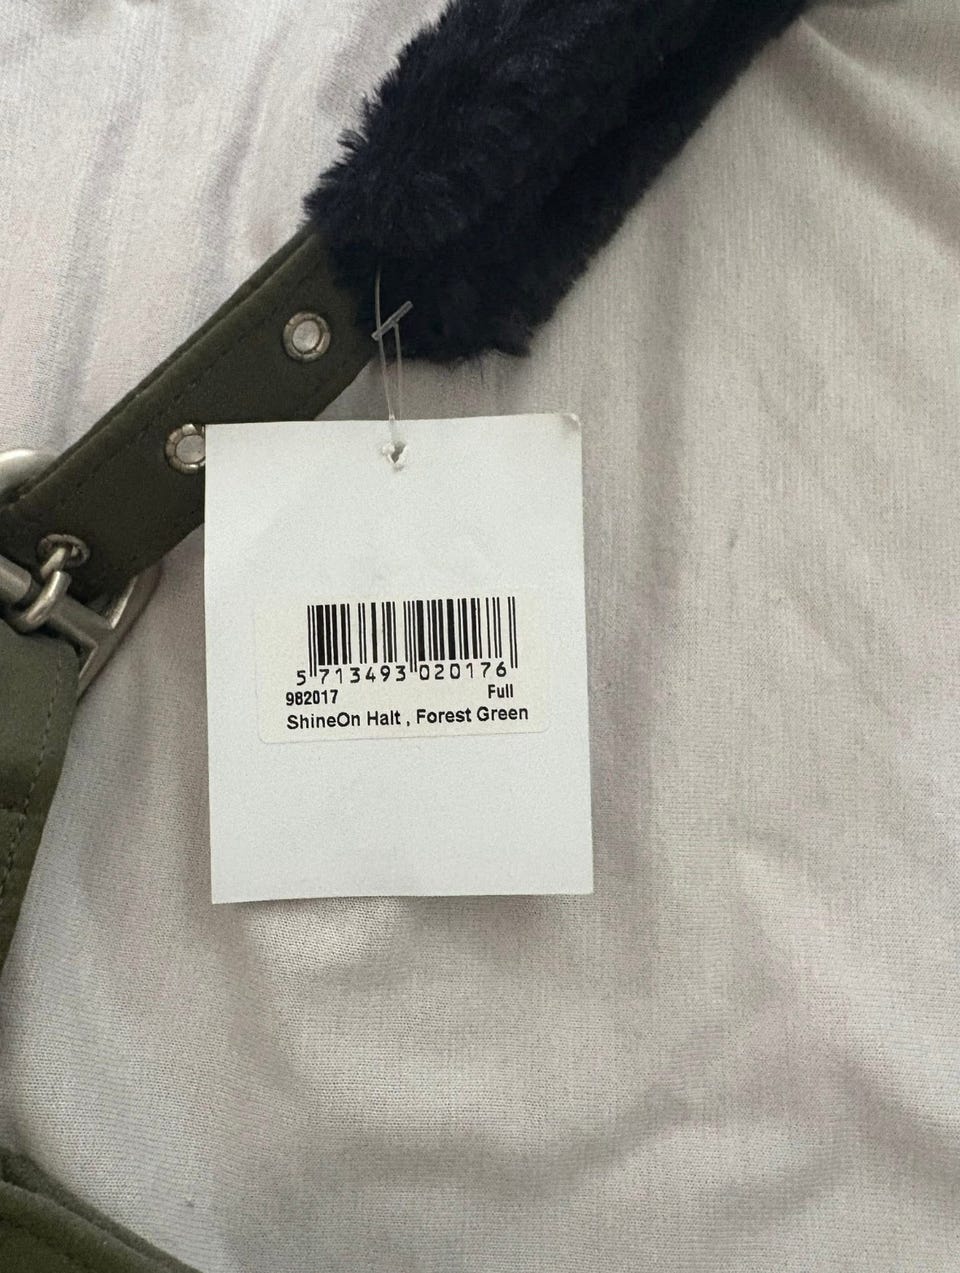 5 713493 020176
982017 Full
ShineOn Halt , Forest Green